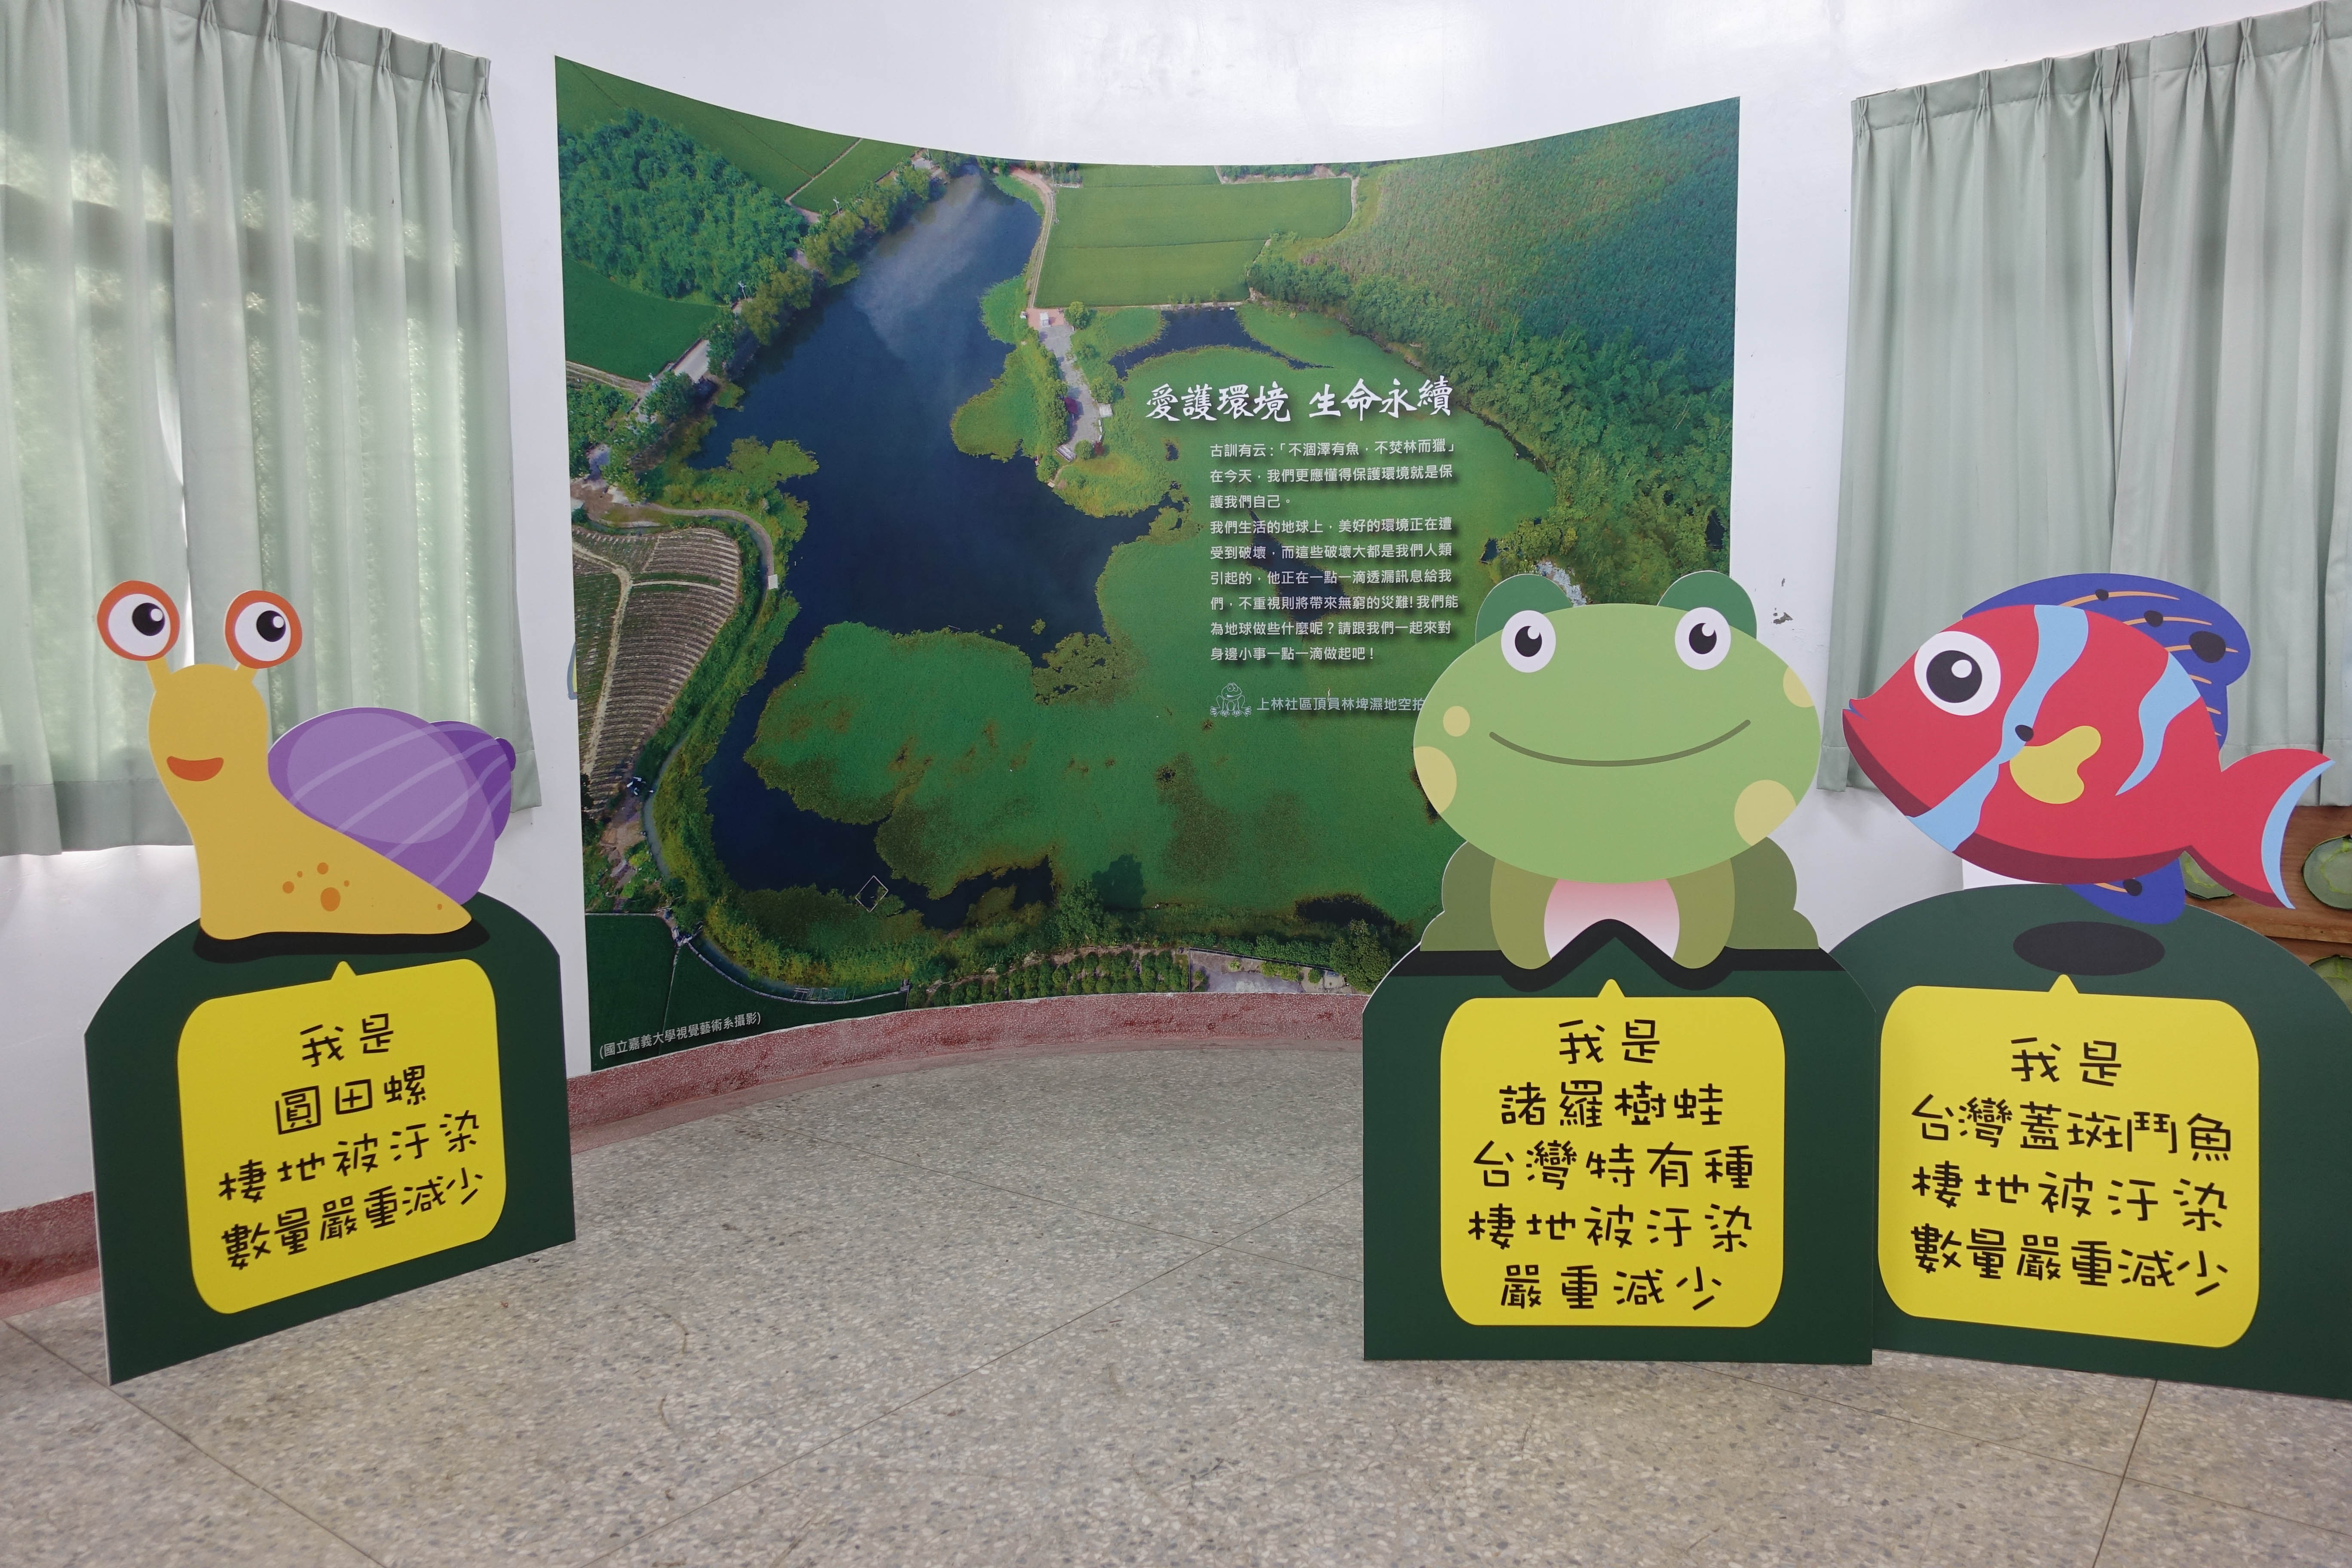 愛護環境 生命永續
古訓有云:「不涸澤有魚,不焚林而獵」
在今天,我們更應懂得保護環境就是保
護我們自己。
我們生活的地球上,美好的環境正在遭
受到破壞,而這些破壞大都是我們人類
引起的,他正在一點一滴透漏訊息給我
們,不重視則將帶來無窮的災難!我們能
為地球做些什麼呢?請跟我們一起來對
身邊小事一點一滴做起吧!
上林社區頂員林埤濕地空拍
(國立嘉義大學視覺藝術系攝影)
我是
圓田螺
棲地被汙染
數量嚴重減少
我是
諸羅樹蛙
台灣特有種
棲地被汙染
嚴重減少
我是
台灣蓋斑鬥魚
棲地被汙染
數量嚴重減少